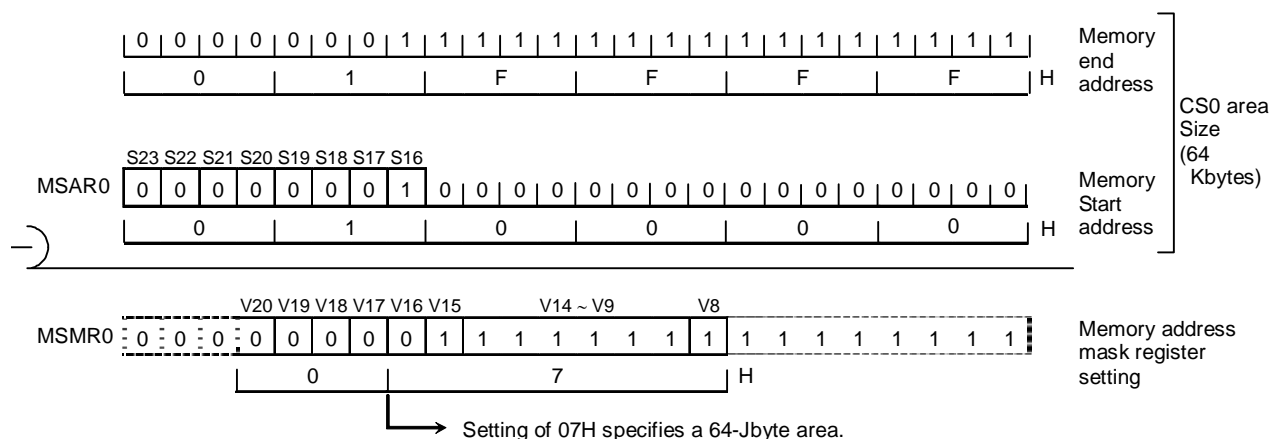 0 0 0 0 0 0 0 1 1 1 1 1 1 1 1 1 1 1 1 1 1 1 1 1
Memory
end
address
0 1 F F F F H
CS0 area
Size
(64
Kbytes)
S23 S22 S21 S20 S19 S18 S17 S16
MSAR0 0 0 0 0 0 0 0 1 0 0 0 0 0 0 0 0 0 0 0 0 0 0 0 0
Memory
Start
address
0 1 0 0 0 0 H
V20 V19 V18 V17 V16 V15 V14 ~ V9 V8
MSMR0 0 0 0 0 0 0 0 0 1 1 1 1 1 1 1 1 1 1 1 1 1 1 1 1
Memory address
mask register
setting
0 7 H
Setting of 07H specifies a 64-Jbyte area.